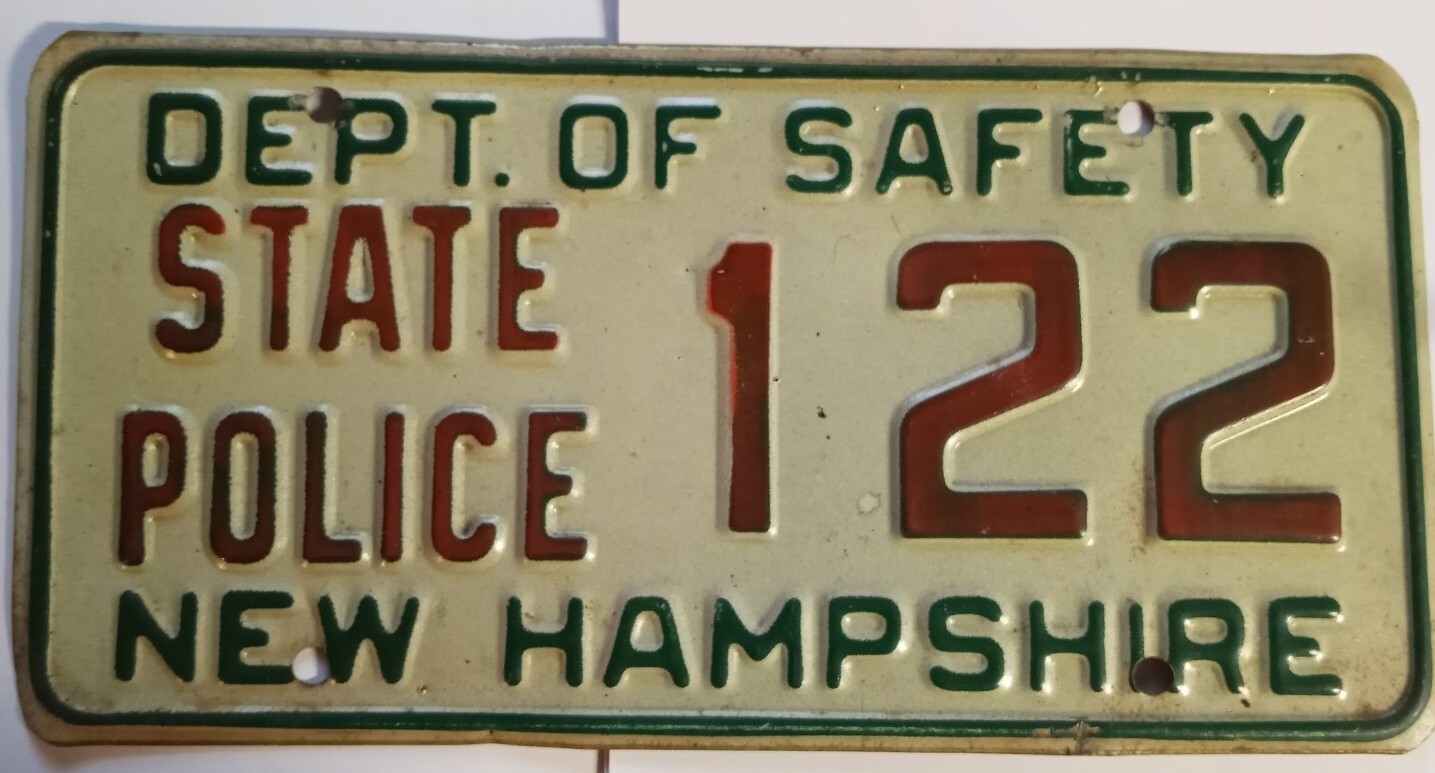 DEPT. OF SAFETY
STATE
POLICE
122
NEW HAMPSHIRE